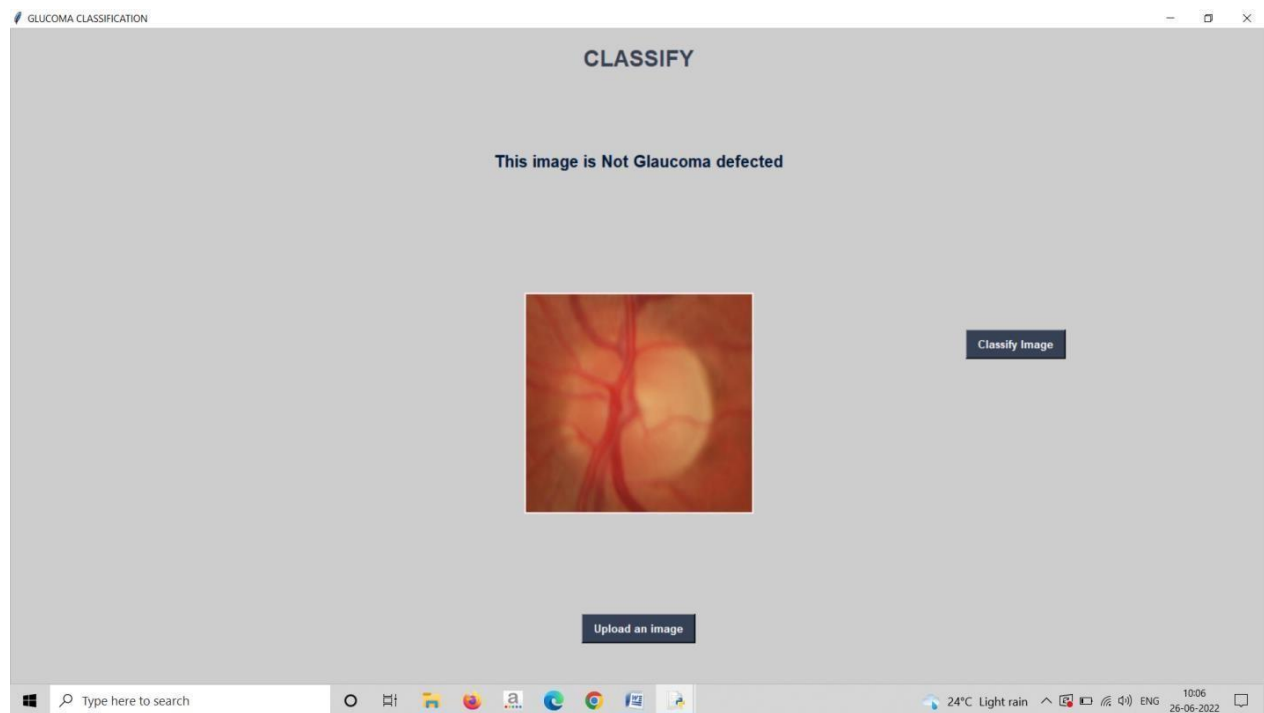 GLUCOMA CLASSIFICATION
CLASSIFY
This image is Not Glaucoma defected
Classify Image
Upload an image
Type here to search
a
24°C Light rain
ENG
10:06
26-06-2022